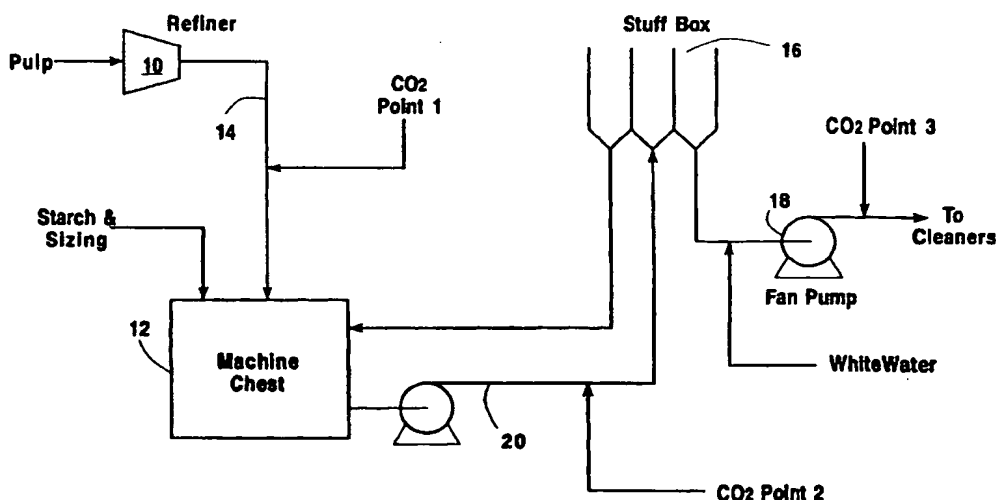 Refiner
Pulp
10
14
CO2
Point 1
Stuff Box
16
CO2 Point 3
18
To
Cleaners
Fan Pump
Starch &
Sizing
12
Machine
Chest
WhiteWater
20
CO2 Point 2